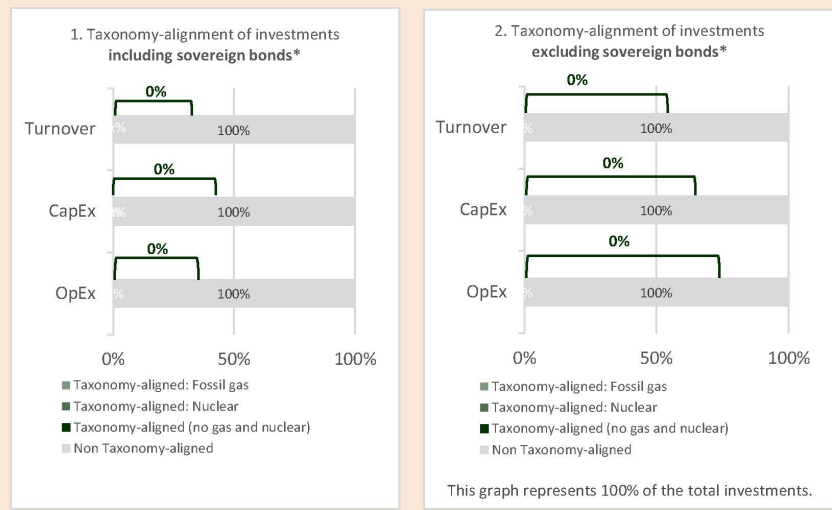 1. Taxonomy-alignment of investments
including sovereign bonds*
0%
Turnover
100%
0%
CapEx
100%
0%
OpEx
100%
0%
50%
100%
Taxonomy-aligned: Fossil gas
Taxonomy-aligned: Nuclear
Taxonomy-aligned (no gas and nuclear)
Non Taxonomy-aligned
2. Taxonomy-alignment of investments
excluding sovereign bonds*
0%
Turnover
100%
0%
CapEx
100%
0%
OpEx
100%
0%
50%
100%
Taxonomy-aligned: Fossil gas
Taxonomy-aligned: Nuclear
Taxonomy-aligned (no gas and nuclear)
Non Taxonomy-aligned
This graph represents 100% of the total investments.